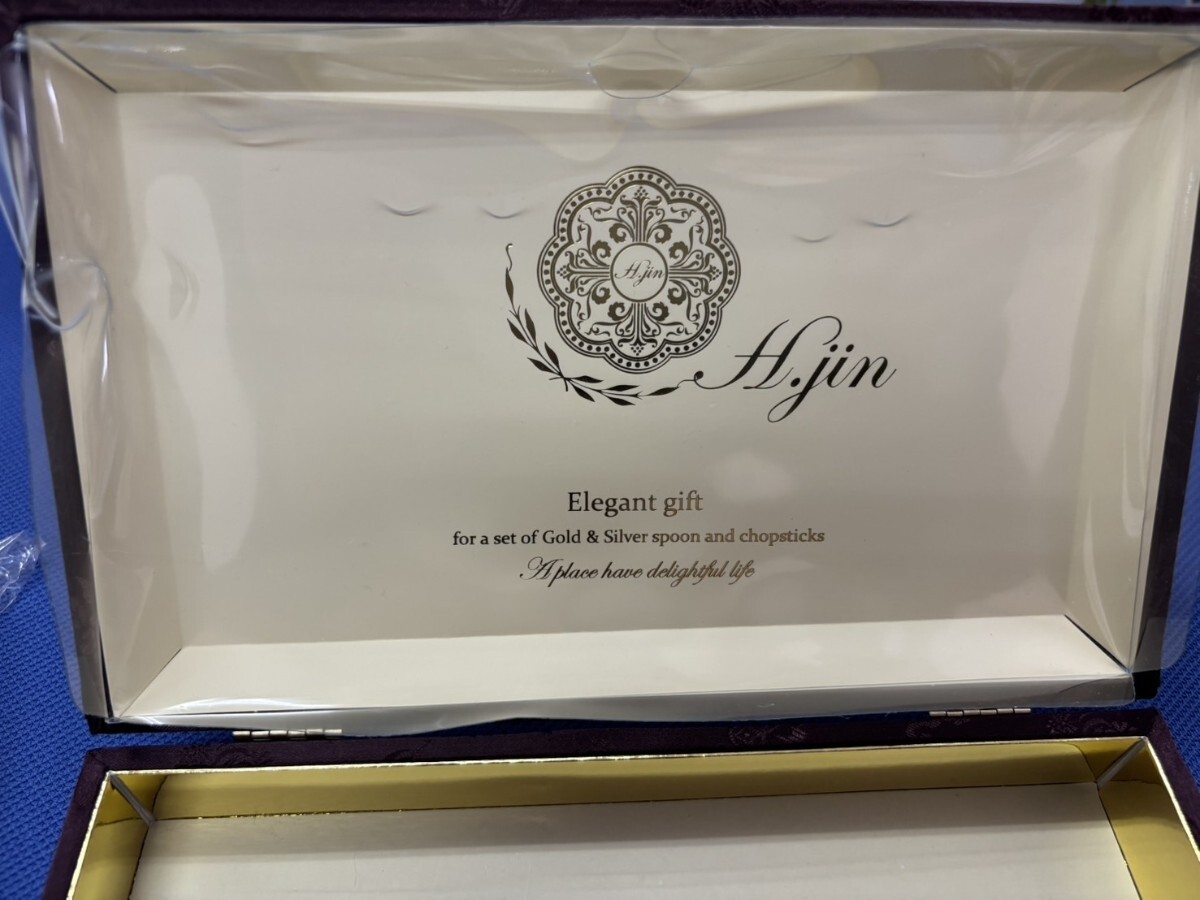 H.jin
H.jin
Elegant gift
for a set of Gold & Silver spoon and chopsticks
A place have delightful life